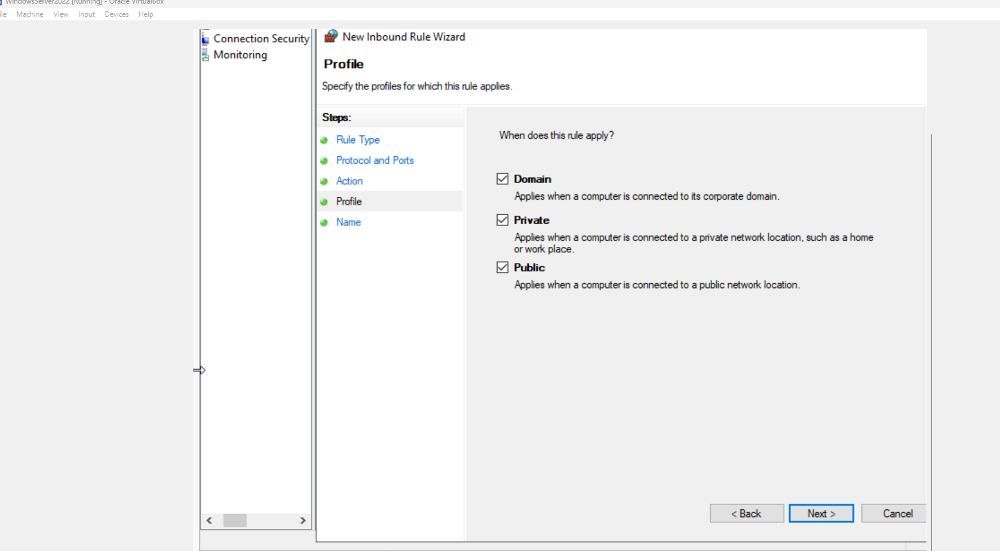 WindowsServer2022 [Running] - Oracle VirtualBox
Machine View Input Devices Help
Connection Security
Monitoring
New Inbound Rule Wizard
Profile
Specify the profiles for which this rule applies.
Steps:
Rule Type
Protocol and Ports
Action
Profile
Name
When does this rule apply?
Domain
Applies when a computer is connected to its corporate domain.
Private
Applies when a computer is connected to a private network location, such as a home
or work place.
Public
Applies when a computer is connected to a public network location.
< Back
Next >
Cancel